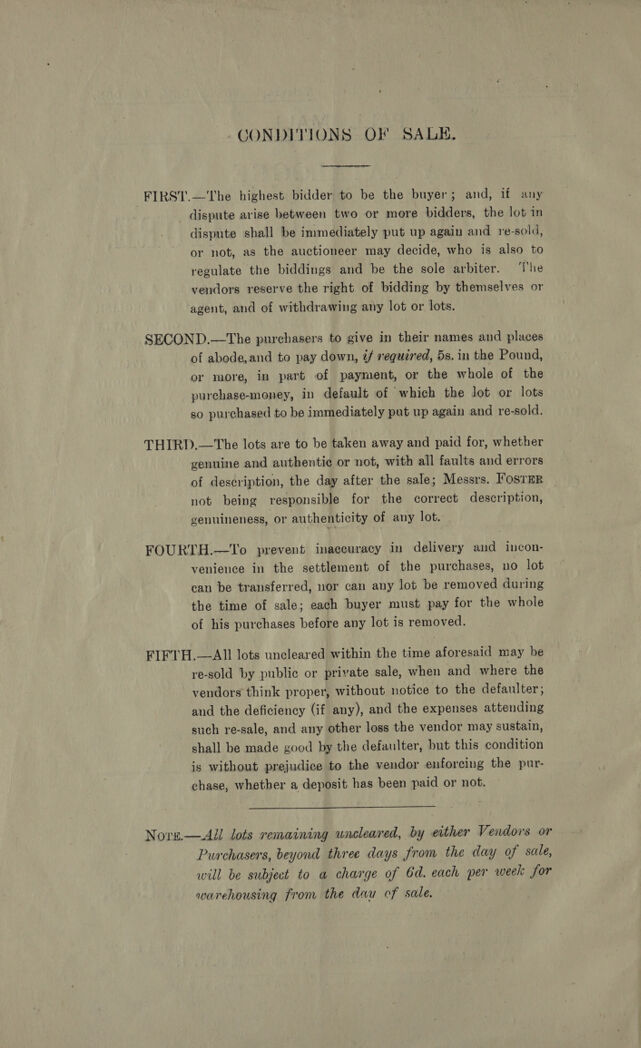 CONDITIONS OF SALE.
FIRST.—The highest bidder to be the buyer; and, if any
dispute arise between two or more bidders, the lot in
dispute shall be immediately put up again and re-sold,
or not, as the auctioneer may decide, who is also to
regulate the biddings and be the sole arbiter. The
vendors reserve the right of bidding by themselves or
agent, and of withdrawing any lot or lots.
SECOND.—The purchasers to give in their names and places
of abode, and to pay down, if required, 5s. in the Pound,
or more, in part of payment, or the whole of the
purchase-money, in default of which the lot or lots
so purchased to be immediately put up again and re-sold.
THIRD.—The lots are to be taken away and paid for, whether
genuine and authentic or not, with all faults and errors
of description, the day after the sale; Messrs. FOSTER
not being responsible for the correct description,
genuineness, or authenticity of any lot.
FOURTH.—To prevent inaccuracy in delivery and incon-
venience in the settlement of the purchases, no lot
can be transferred, nor can any lot be removed during
the time of sale; each buyer must pay for the whole
of his purchases before any lot is removed.
FIFTH.—All lots uncleared within the time aforesaid may be
re-sold by public or private sale, when and where the
vendors think proper, without notice to the defaulter;
and the deficiency (if any), and the expenses attending
such re-sale, and any other loss the vendor may sustain,
shall be made good by the defaulter, but this condition
is without prejudice to the vendor enforcing the pur-
chase, whether a deposit has been paid or not.
NOTE.—All lots remaining uncleared, by either Vendors or
Purchasers, beyond three days from the day of sale,
will be subject to a charge of 6d. each per week for
warehousing from the day of sale.